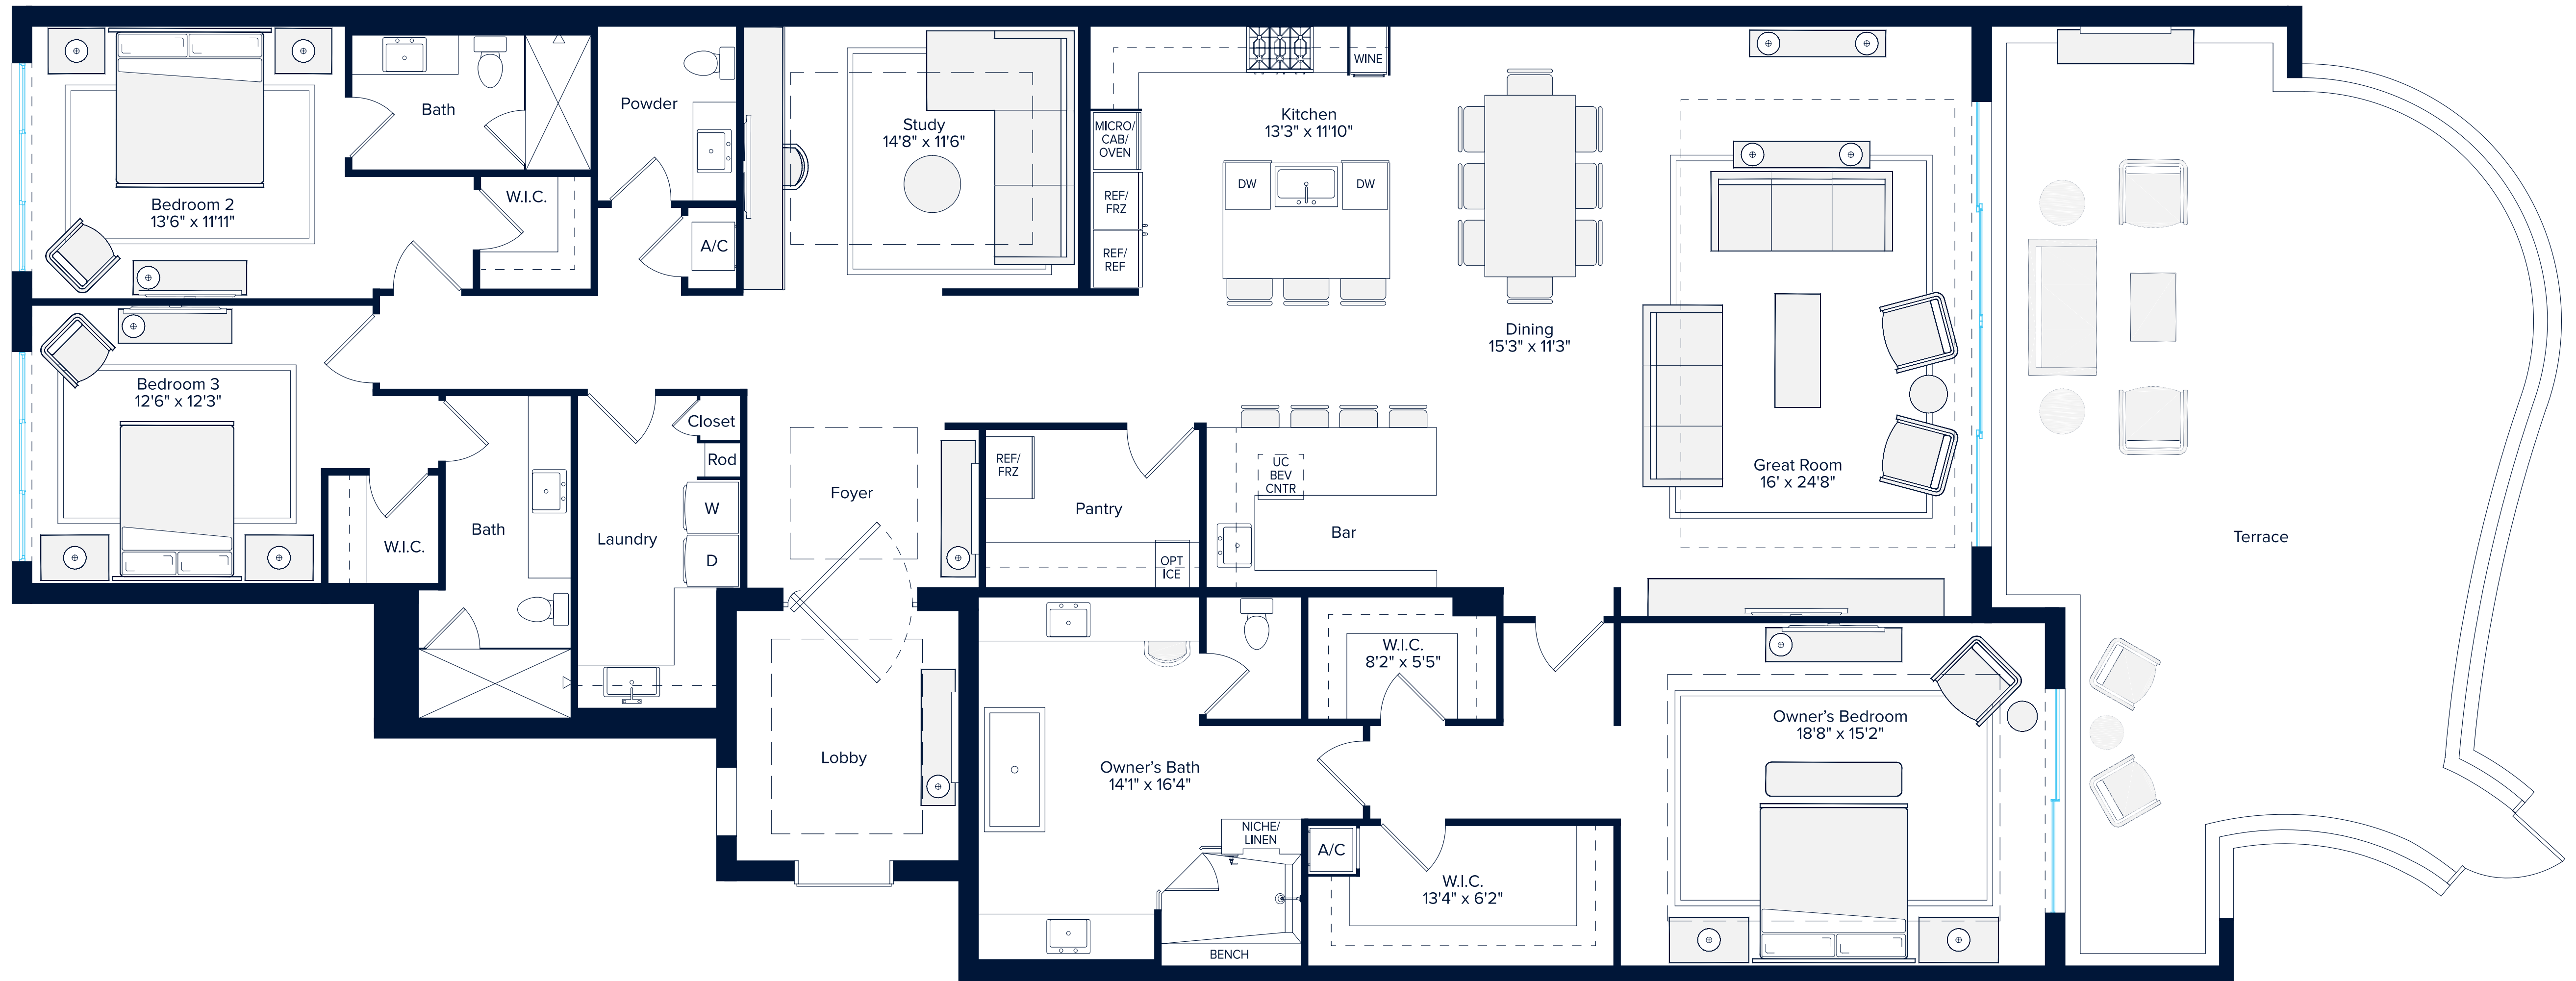 Bath
Powder
Study
14'8" x 11'6"
WINE
Kitchen
13'3" x 11'10"
MICRO/
CAB/
OVEN
REF/
FRZ
REF/
REF
DW
DW
Bedroom 2
13'6" x 11'11"
W.I.C.
A/C
Dining
15'3" x 11'3"
Bedroom 3
12'6" x 12'3"
Closet
Rod
W
D
Laundry
Bath
W.I.C.
Foyer
REF/
FRZ
Pantry
OPT
ICE
UC
BEV
CNTR
Bar
Great Room
16' x 24'8"
Terrace
Lobby
Owner's Bath
14'1" x 16'4"
W.I.C.
8'2" x 5'5"
Owner's Bedroom
18'8" x 15'2"
NICHE/
LINEN
A/C
W.I.C.
13'4" x 6'2"
BENCH